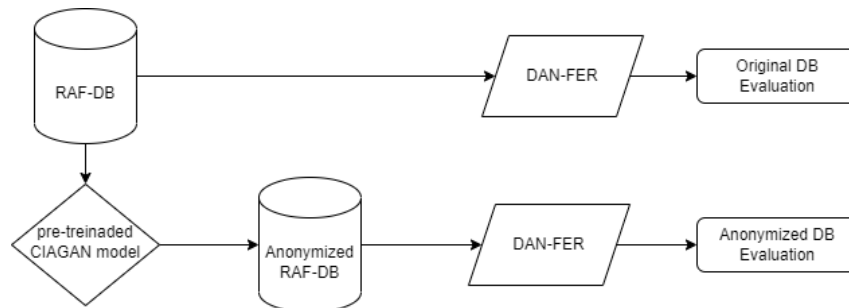 RAF-DB
DAN-FER
Original DB
Evaluation
pre-treinaded
CIAGAN model
Anonymized
RAF-DB
DAN-FER
Anonymized DB
Evaluation